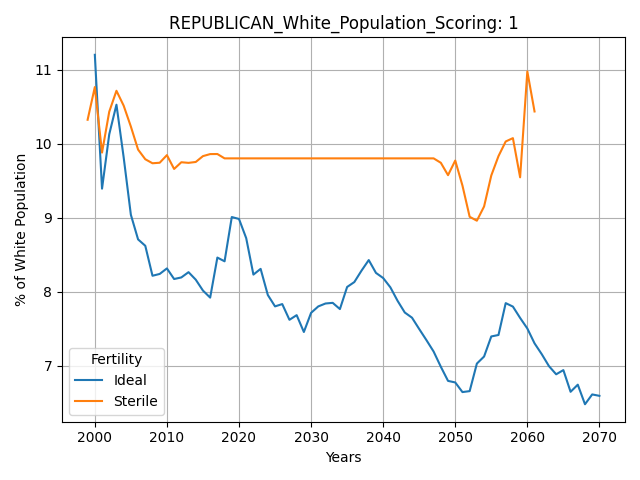 REPUBLICAN_White_Population_Scoring: 1
% of White Population
11
10
9
8
7
Fertility
Ideal
Sterile
2000 2010 2020 2030 2040 2050 2060 2070
Years